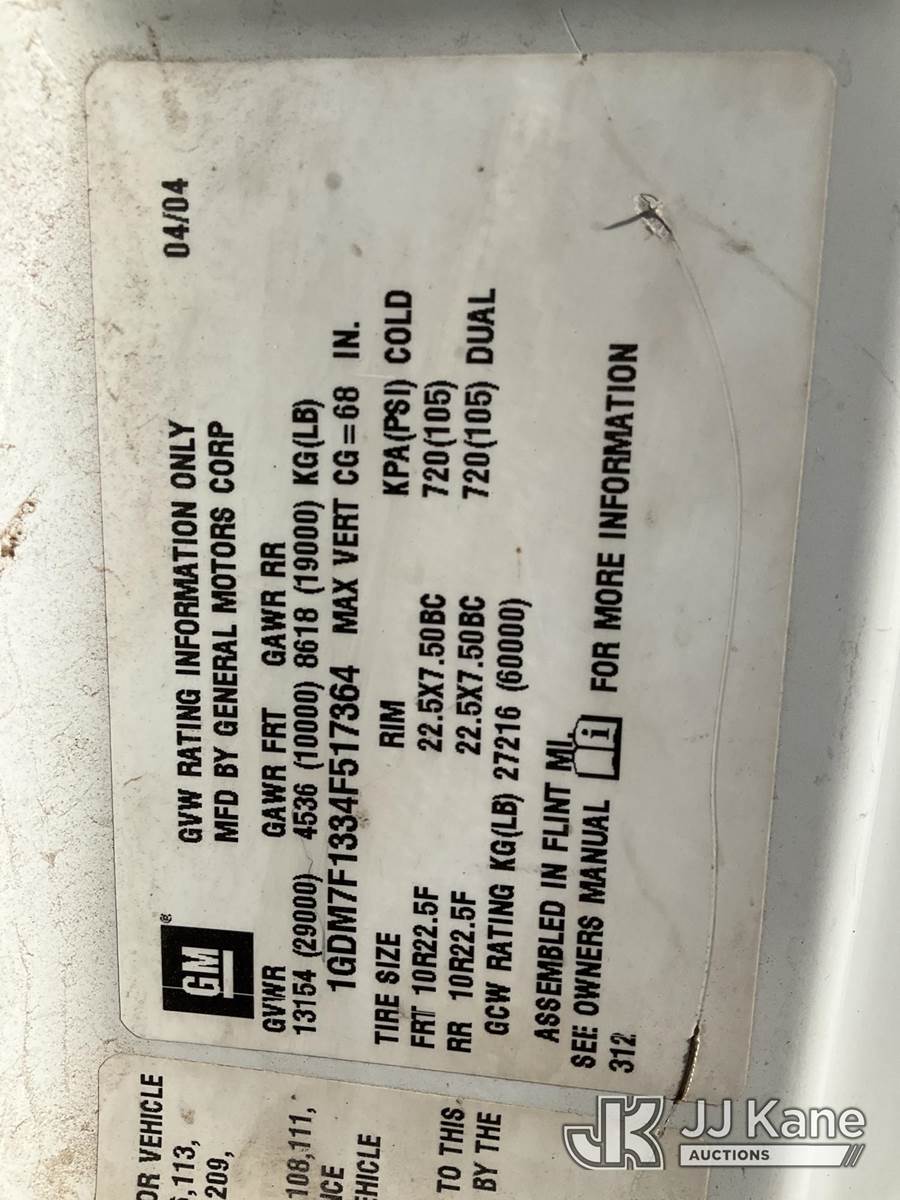 GM ®
GVW RATING INFORMATION ONLY 04/04
MFD BY GENERAL MOTORS CORP
GVWR GAWR FRT GAWR RR
13154 (29000) 4536 (10000) 8618 (19000) KG(LB)
1GDM7F1334F517364 MAX VERT CG=68 IN.
TIRE SIZE RIM KPA(PSI) COLD
FRT 10R22.5F 22.5X7.50BC 720(105)
RR 10R22.5F 22.5X7.50BC 720(105) DUAL
GCW RATING KG(LB) 27216 (60000)
ASSEMBLED IN FLINT MI.
SEE OWNERS MANUAL i FOR MORE INFORMATION
312
OR VEHICLE
,113,
209,
108,111,
ICE
EHICLE
TO THIS
BY THE
JK JJ Kane
AUCTIONS